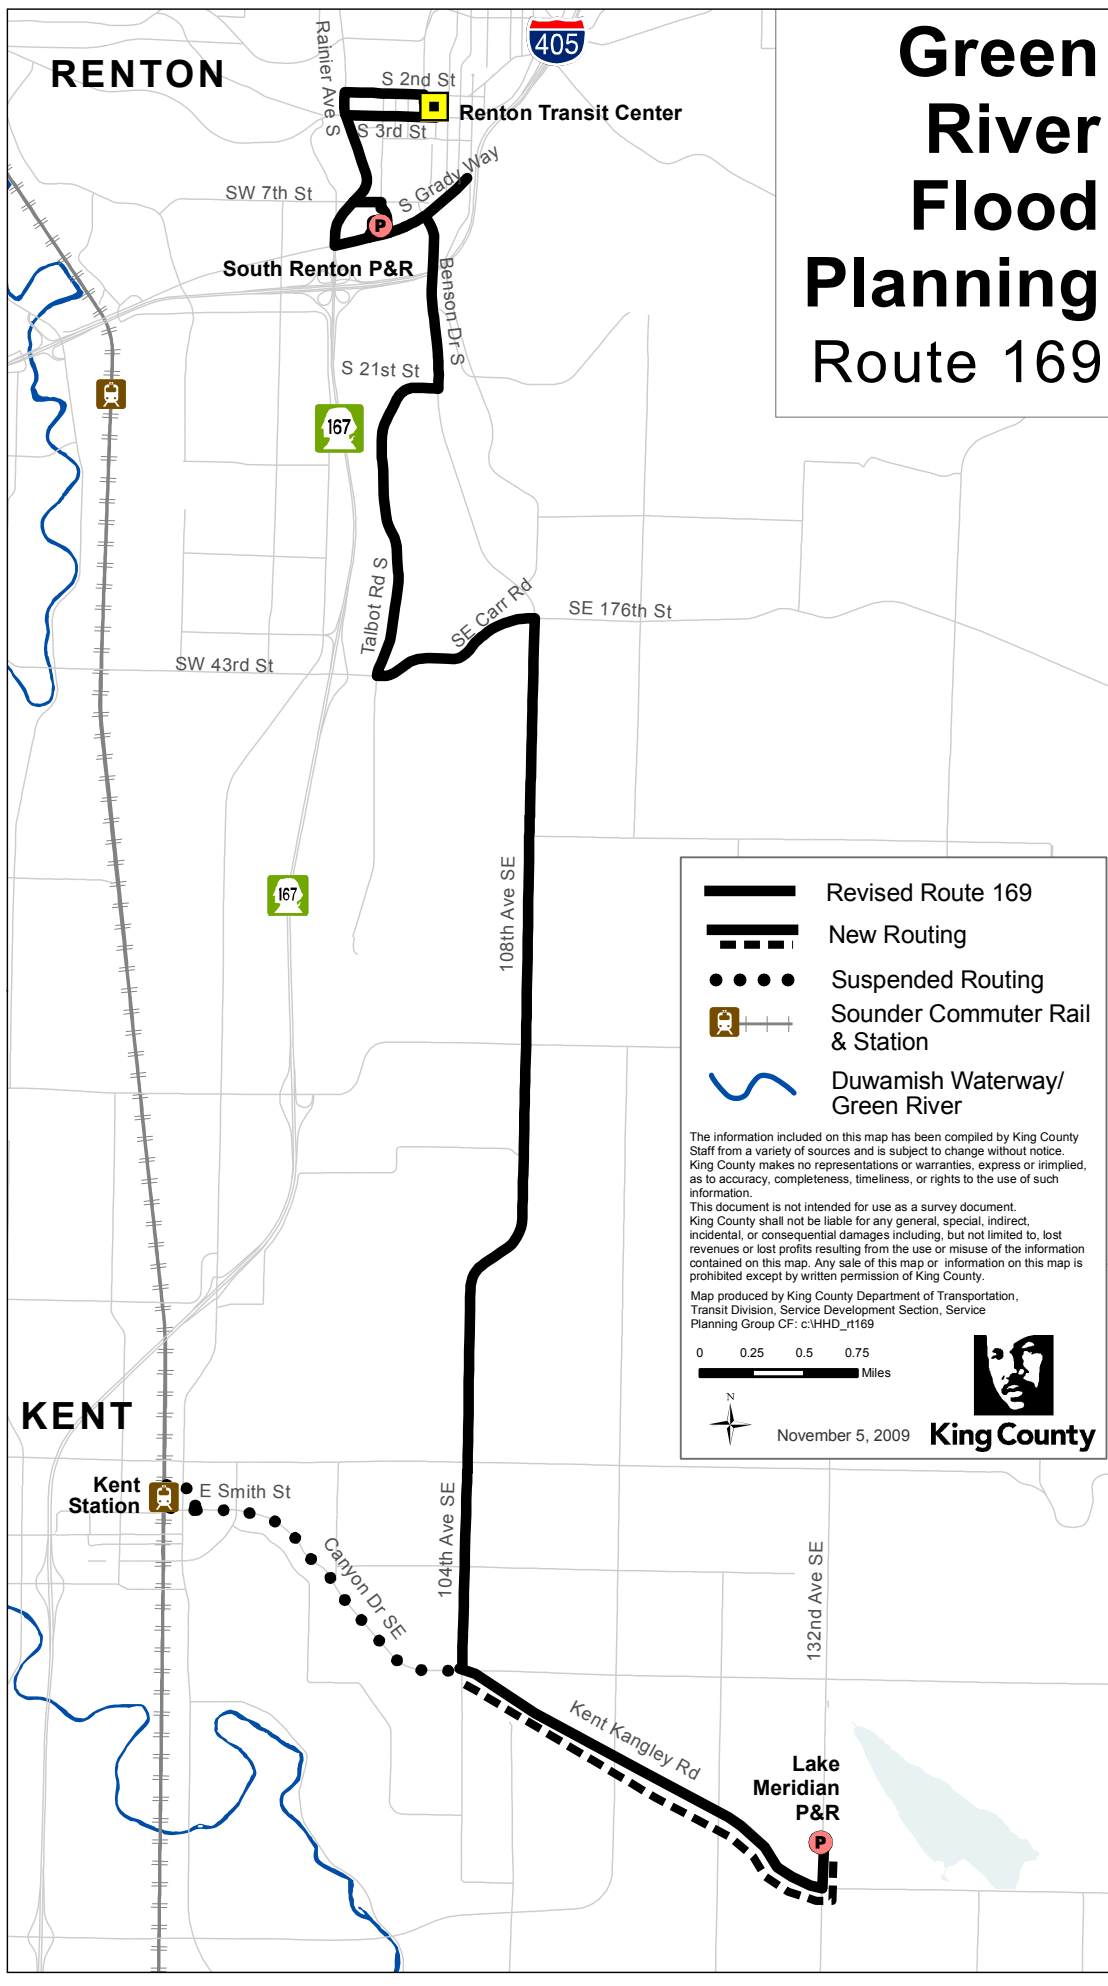 Green
River
Flood
Planning
Route 169
RENTON
405
Rainier Ave S
S 2nd St
Renton Transit Center
S 3rd St
S Grady Way
SW 7th St
P
South Renton P&R
Benson Dr S
S 21st St
167
Talbot Rd S
SE Carr Rd
SE 176th St
SW 43rd St
108th Ave SE
167
Revised Route 169
New Routing
Suspended Routing
Sounder Commuter Rail
& Station
Duwamish Waterway/
Green River
The information included on this map has been compiled by King County
Staff from a variety of sources and is subject to change without notice.
King County makes no representations or warranties, express or irimplied,
as to accuracy, completeness, timeliness, or rights to the use of such
information.
This document is not intended for use as a survey document.
King County shall not be liable for any general, special, indirect,
incidental, or consequential damages including, but not limited to, lost
revenues or lost profits resulting from the use or misuse of the information
contained on this map. Any sale of this map or information on this map is
prohibited except by written permission of King County.
Map produced by King County Department of Transportation,
Transit Division, Service Development Section, Service
Planning Group CF: c:\HHD_rt169
0 0.25 0.5 0.75
Miles
N
November 5, 2009
King County
KENT
Kent
Station
E Smith St
Canyon Dr SE
104th Ave SE
132nd Ave SE
Kent Kangley Rd
Lake
Meridian
P&R
P